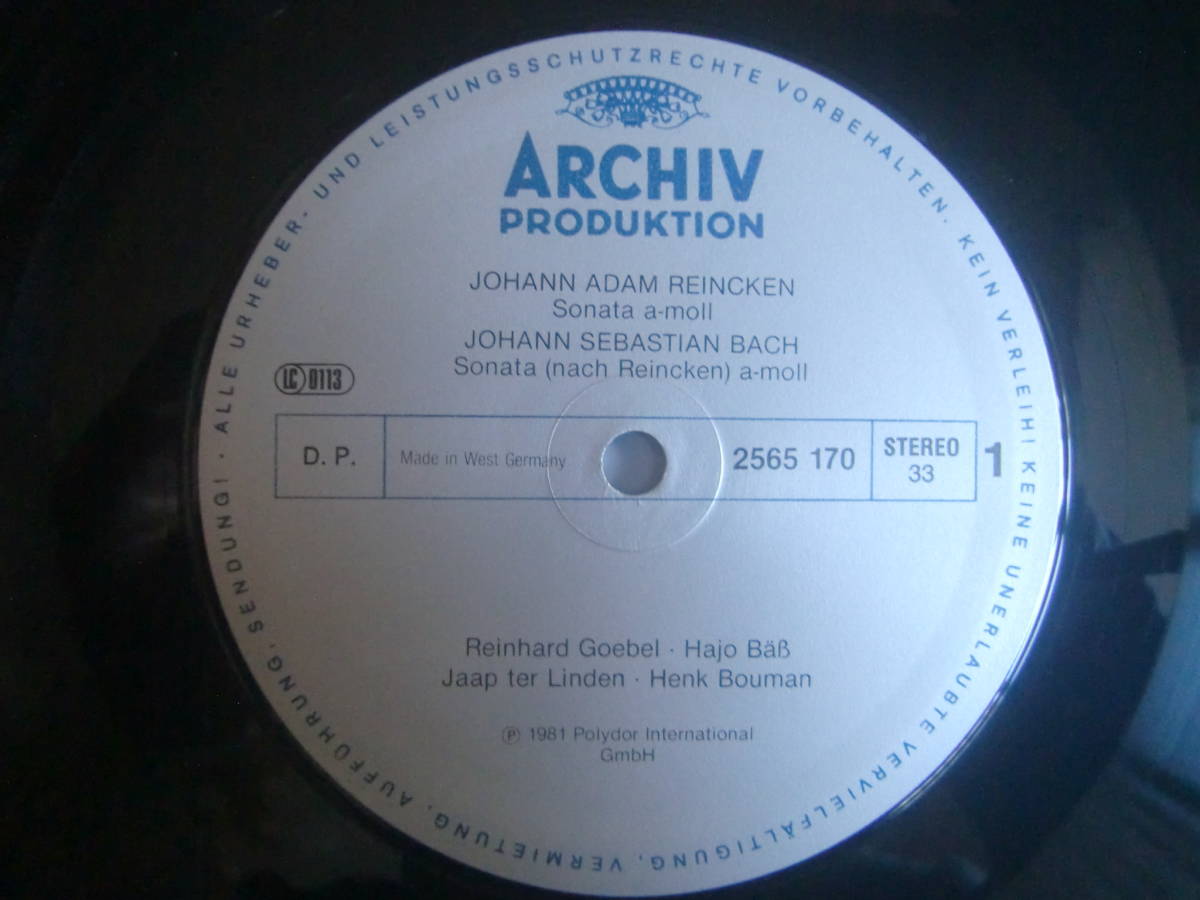 ALLE URHEBER- UND LEISTUNGSSCHUTZRECHTE VORBEHALTEN. KEIN VERLEIH! KEINE UNERLAUBTE VERVIELFÄLTIGUNG, VERMIETUNG, AUFFÜHRUNG, SENDUNG! ·
ARCHIV
PRODUKTION
JOHANN ADAM REINCKEN
Sonata a-moll
JOHANN SEBASTIAN BACH
Sonata (nach Reincken) a-moll
LC 0113
D. P.
Made in West Germany
2565 170
STEREO
33
1
Reinhard Goebel · Hajo Bäß
Jaap ter Linden · Henk Bouman
℗ 1981 Polydor International
GmbH